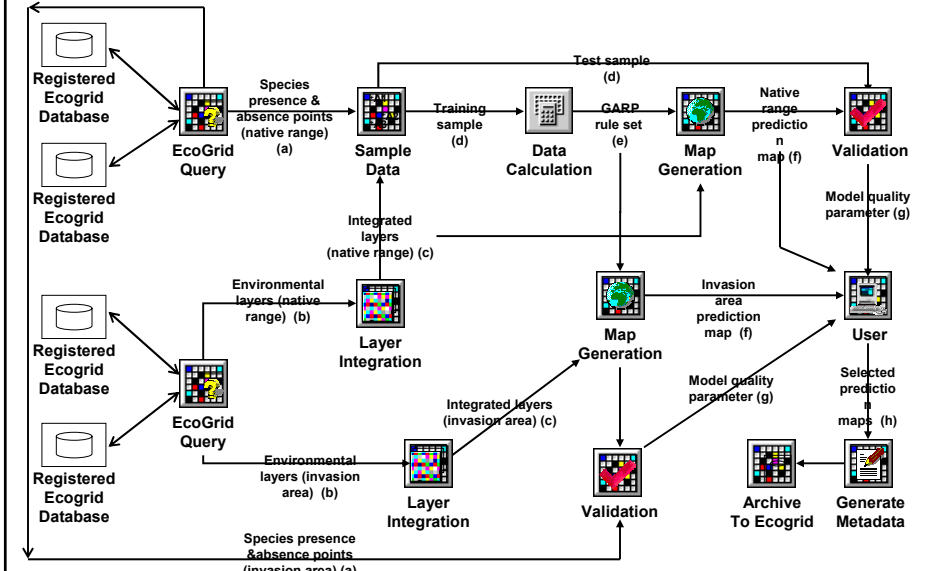 Test sample
(d)
Registered
Ecogrid
Database
Species
presence &
absence points
(native range)
(a)
EcoGrid
Query
Training
sample
(d)
Sample
Data
Data
Calculation
GARP
rule set
(e)
Map
Generation
Native
range
predictio
n
map (f)
Validation
Registered
Ecogrid
Database
Model quality
parameter (g)
Integrated
layers
(native range) (c)
Environmental
layers (native
range) (b)
Layer
Integration
Registered
Ecogrid
Database
Invasion
area
prediction
map (f)
Map
Generation
User
EcoGrid
Query
Model quality
parameter (g)
Selected
predictio
n
maps (h)
Integrated layers
(invasion area) (c)
Registered
Ecogrid
Database
Environmental
layers (invasion
area) (b)
Layer
Integration
Validation
Archive
To Ecogrid
Generate
Metadata
Species presence
&absence points
(invasion area) (a)